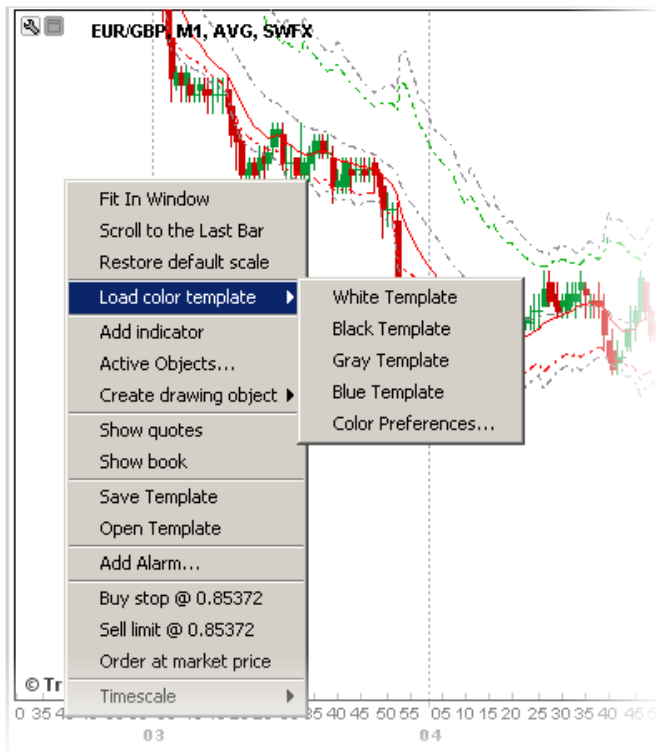 EUR/GBP, M1, AVG, SWFX
Fit In Window
Scroll to the Last Bar
Restore default scale
Load color template
White Template
Black Template
Gray Template
Blue Template
Color Preferences...
Add indicator
Active Objects...
Create drawing object
Show quotes
Show book
Save Template
Open Template
Add Alarm...
Buy stop @ 0.85372
Sell limit @ 0.85372
Order at market price
Timescale
© Tr
0 35 40 45 50 55 05 10 15 20 25 30 35 40 45
03 04